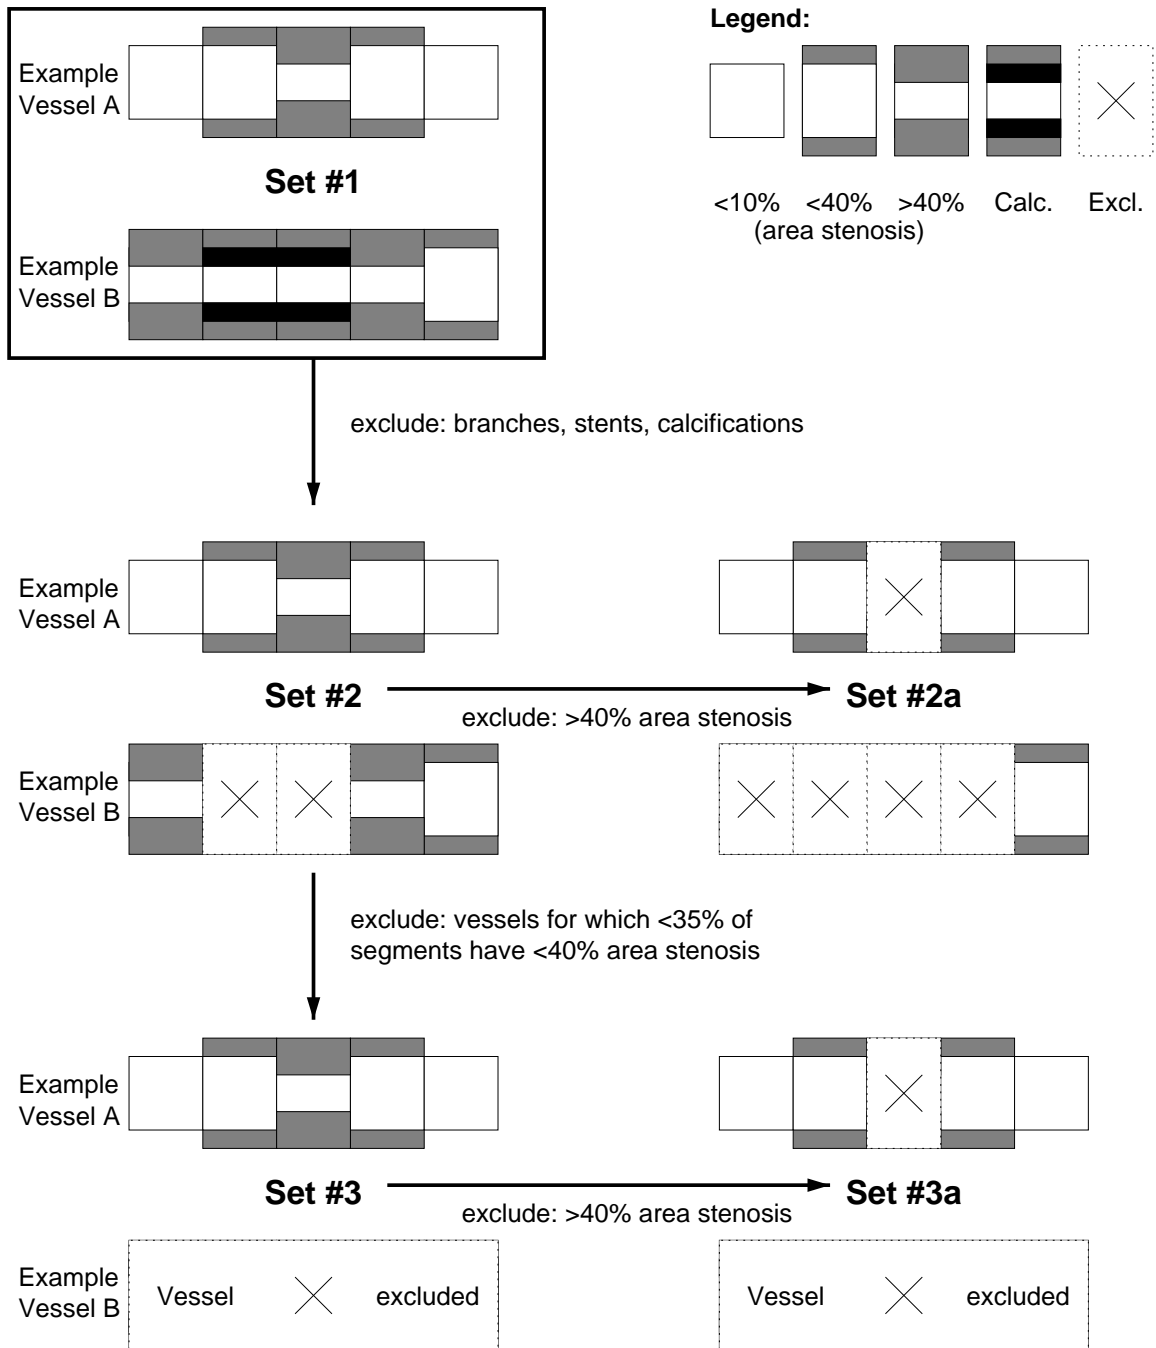 Legend:
Example
Vessel A
Set #1
<10% <40% >40% Calc. Excl.
(area stenosis)
Example
Vessel B
exclude: branches, stents, calcifications
Example
Vessel A
Set #2
exclude: >40% area stenosis
Set #2a
Example
Vessel B
exclude: vessels for which <35% of
segments have <40% area stenosis
Example
Vessel A
Set #3
exclude: >40% area stenosis
Set #3a
Example
Vessel B
Vessel excluded
Vessel excluded